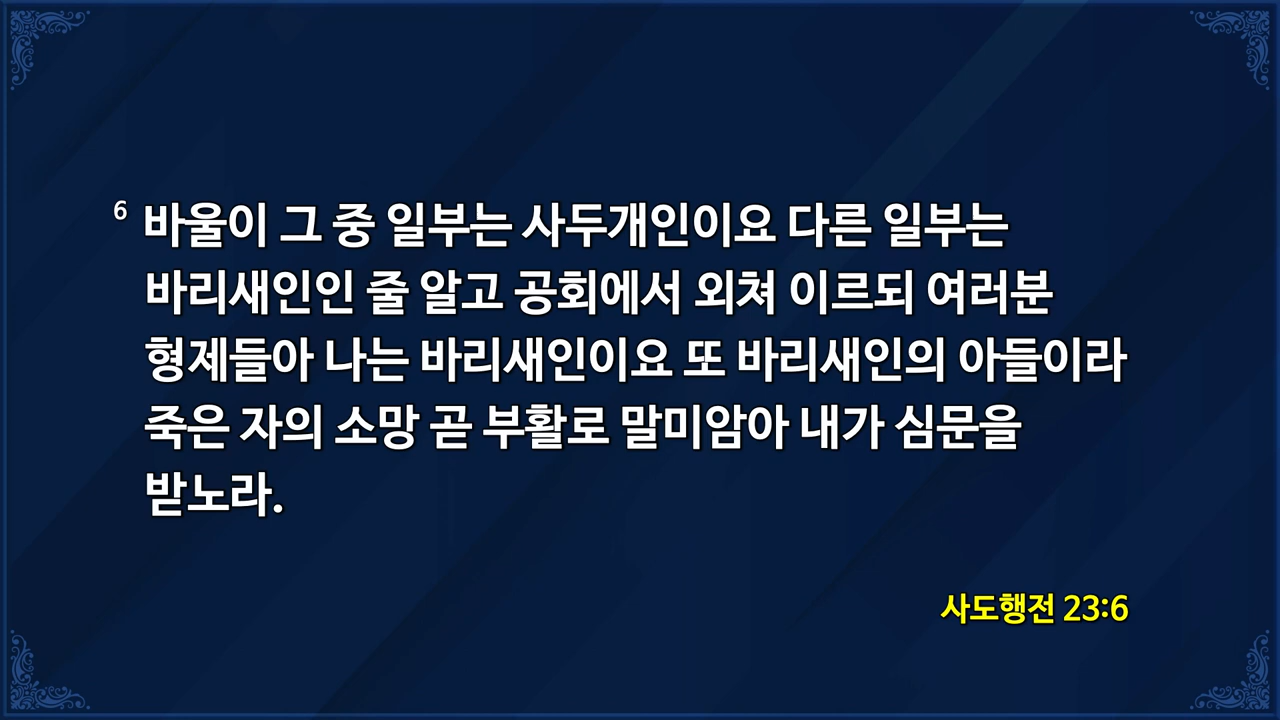 6 바울이 그 중 일부는 사두개인이요 다른 일부는
바리새인인 줄 알고 공회에서 외쳐 이르되 여러분
형제들아 나는 바리새인이요 또 바리새인의 아들이라
죽은 자의 소망 곧 부활로 말미암아 내가 심문을
받노라.
사도행전 23:6